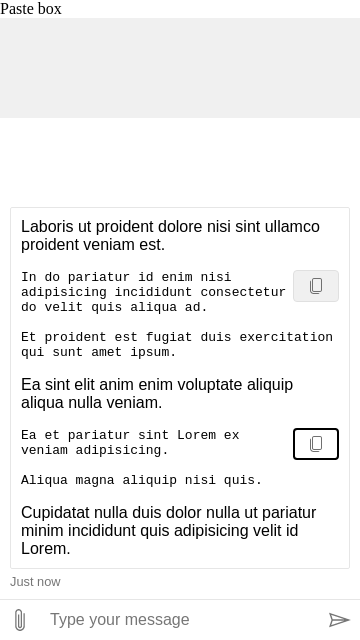 Paste box
Laboris ut proident dolore nisi sint ullamco
proident veniam est.
In do pariatur id enim nisi
adipisicing incididunt consectetur
do velit quis aliqua ad.
Et proident est fugiat duis exercitation
qui sunt amet ipsum.
Ea sint elit anim enim voluptate aliquip
aliqua nulla veniam.
Ea et pariatur sint Lorem ex
veniam adipisicing.
Aliqua magna aliquip nisi quis.
Cupidatat nulla duis dolor nulla ut pariatur
minim incididunt quis adipisicing velit id
Lorem.
Just now
Type your message